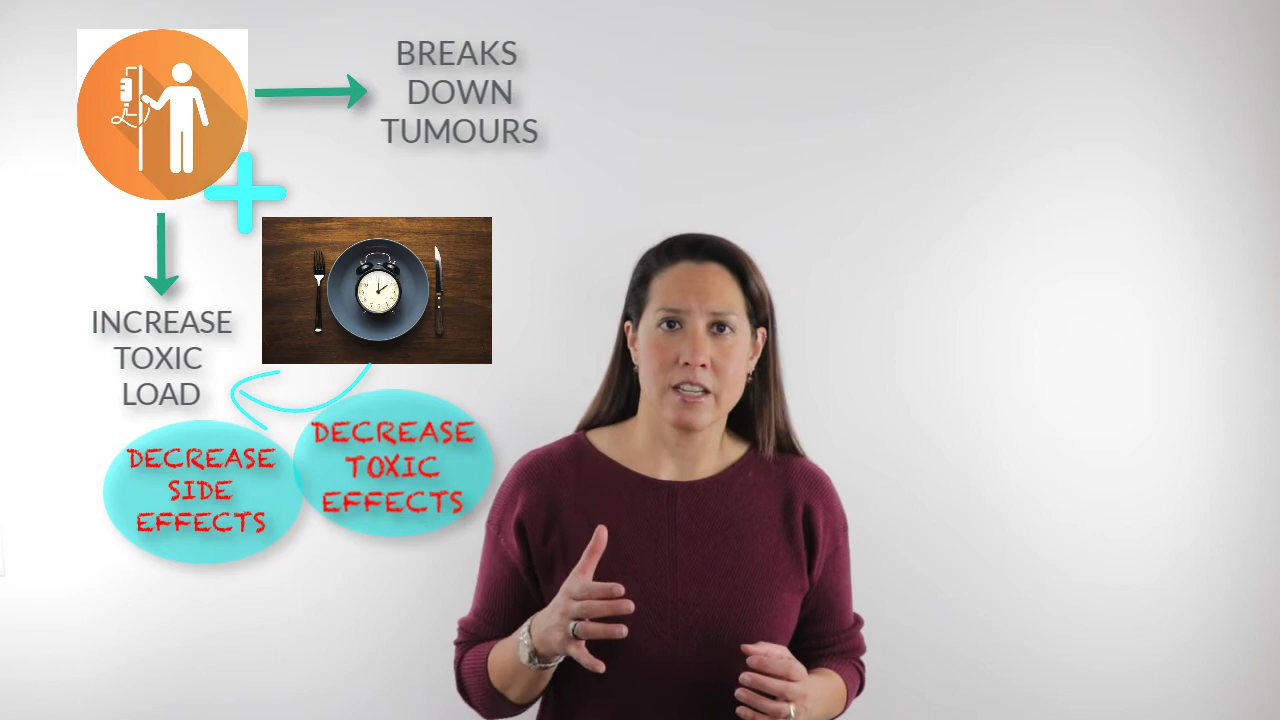 BREAKS
DOWN
TUMOURS
INCREASE
TOXIC
LOAD
DECREASE
SIDE
EFFECTS
DECREASE
TOXIC
EFFECTS